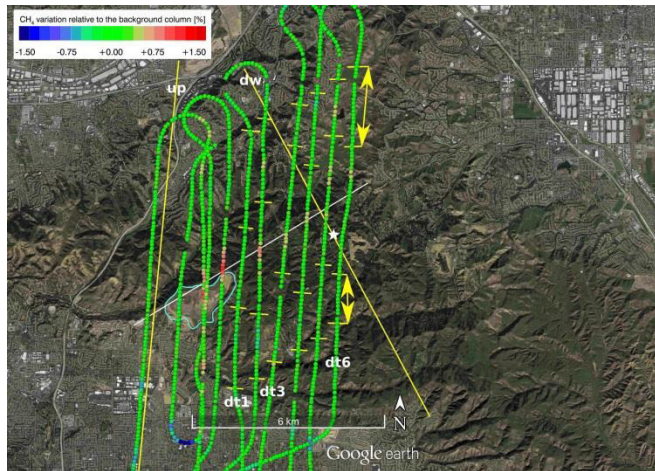 CH₄ variation relative to the background column [%]
-1.50 -0.75 +0.00 +0.75 +1.50
up
dw
dt6
dt1
dt3
6 km
N
Google earth